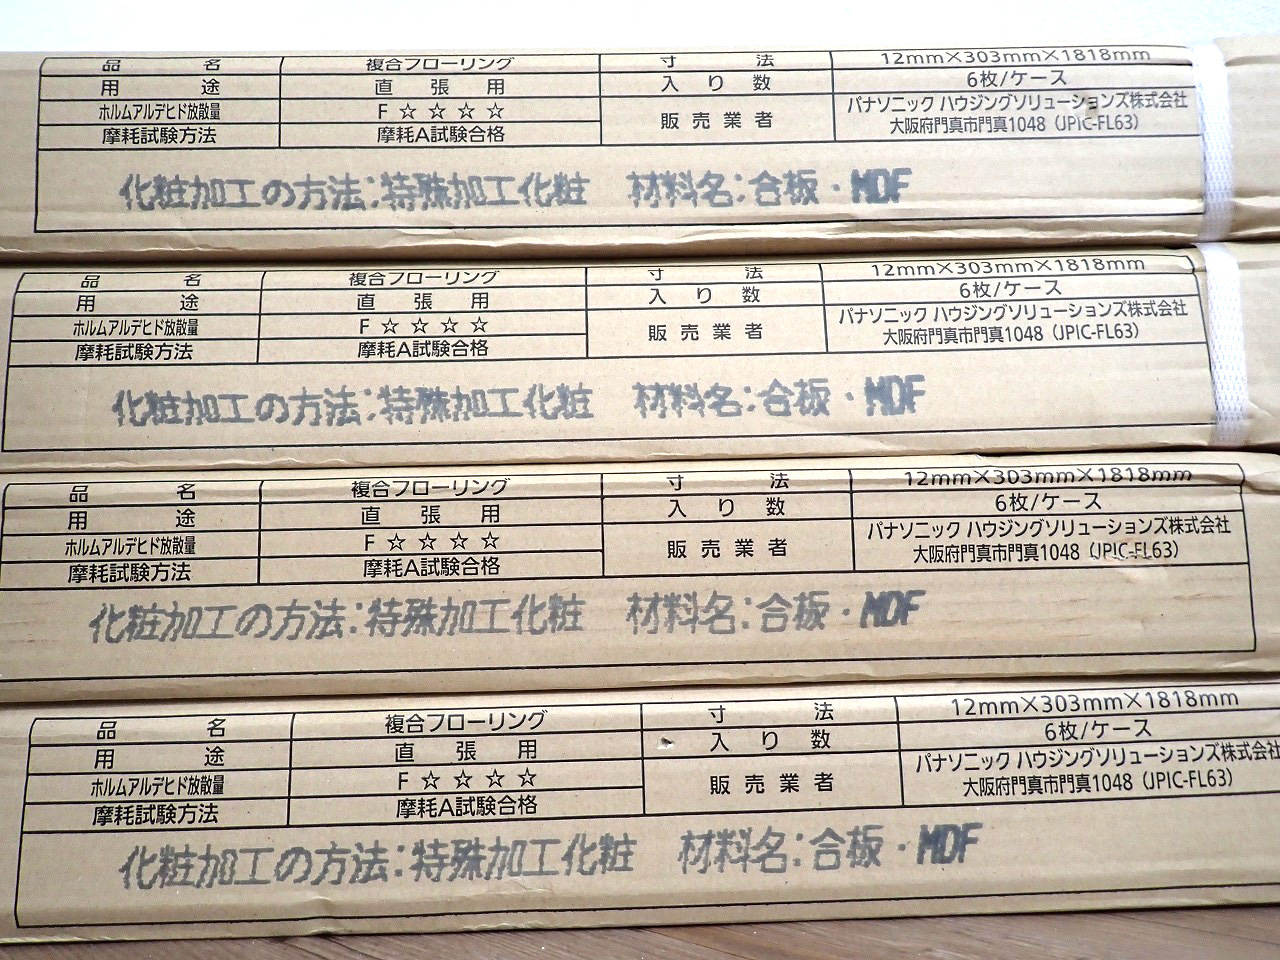 品名 複合フローリング 寸法 12mm×303mm×1818mm
用途 直張用 入り数 6枚/ケース
ホルムアルデヒド放散量 F☆☆☆☆ 販売業者 パナソニック ハウジングソリューションズ株式会社
摩耗試験方法 摩耗A試験合格 大阪府門真市門真1048（JPIC-FL63）
化粧加工の方法:特殊加工化粧 材料名:合板・MDF
品名 複合フローリング 寸法 12mm×303mm×1818mm
用途 直張用 入り数 6枚/ケース
ホルムアルデヒド放散量 F☆☆☆☆ 販売業者 パナソニック ハウジングソリューションズ株式会社
摩耗試験方法 摩耗A試験合格 大阪府門真市門真1048（JPIC-FL63）
化粧加工の方法:特殊加工化粧 材料名:合板・MDF
品名 複合フローリング 寸法 12mm×303mm×1818mm
用途 直張用 入り数 6枚/ケース
ホルムアルデヒド放散量 F☆☆☆☆ 販売業者 パナソニック ハウジングソリューションズ株式会社
摩耗試験方法 摩耗A試験合格 大阪府門真市門真1048（JPIC-FL63）
化粧加工の方法:特殊加工化粧 材料名:合板・MDF
品名 複合フローリング 寸法 12mm×303mm×1818mm
用途 直張用 入り数 6枚/ケース
ホルムアルデヒド放散量 F☆☆☆☆ 販売業者 パナソニック ハウジングソリューションズ株式会社
摩耗試験方法 摩耗A試験合格 大阪府門真市門真1048（JPIC-FL63）
化粧加工の方法:特殊加工化粧 材料名:合板・MDF